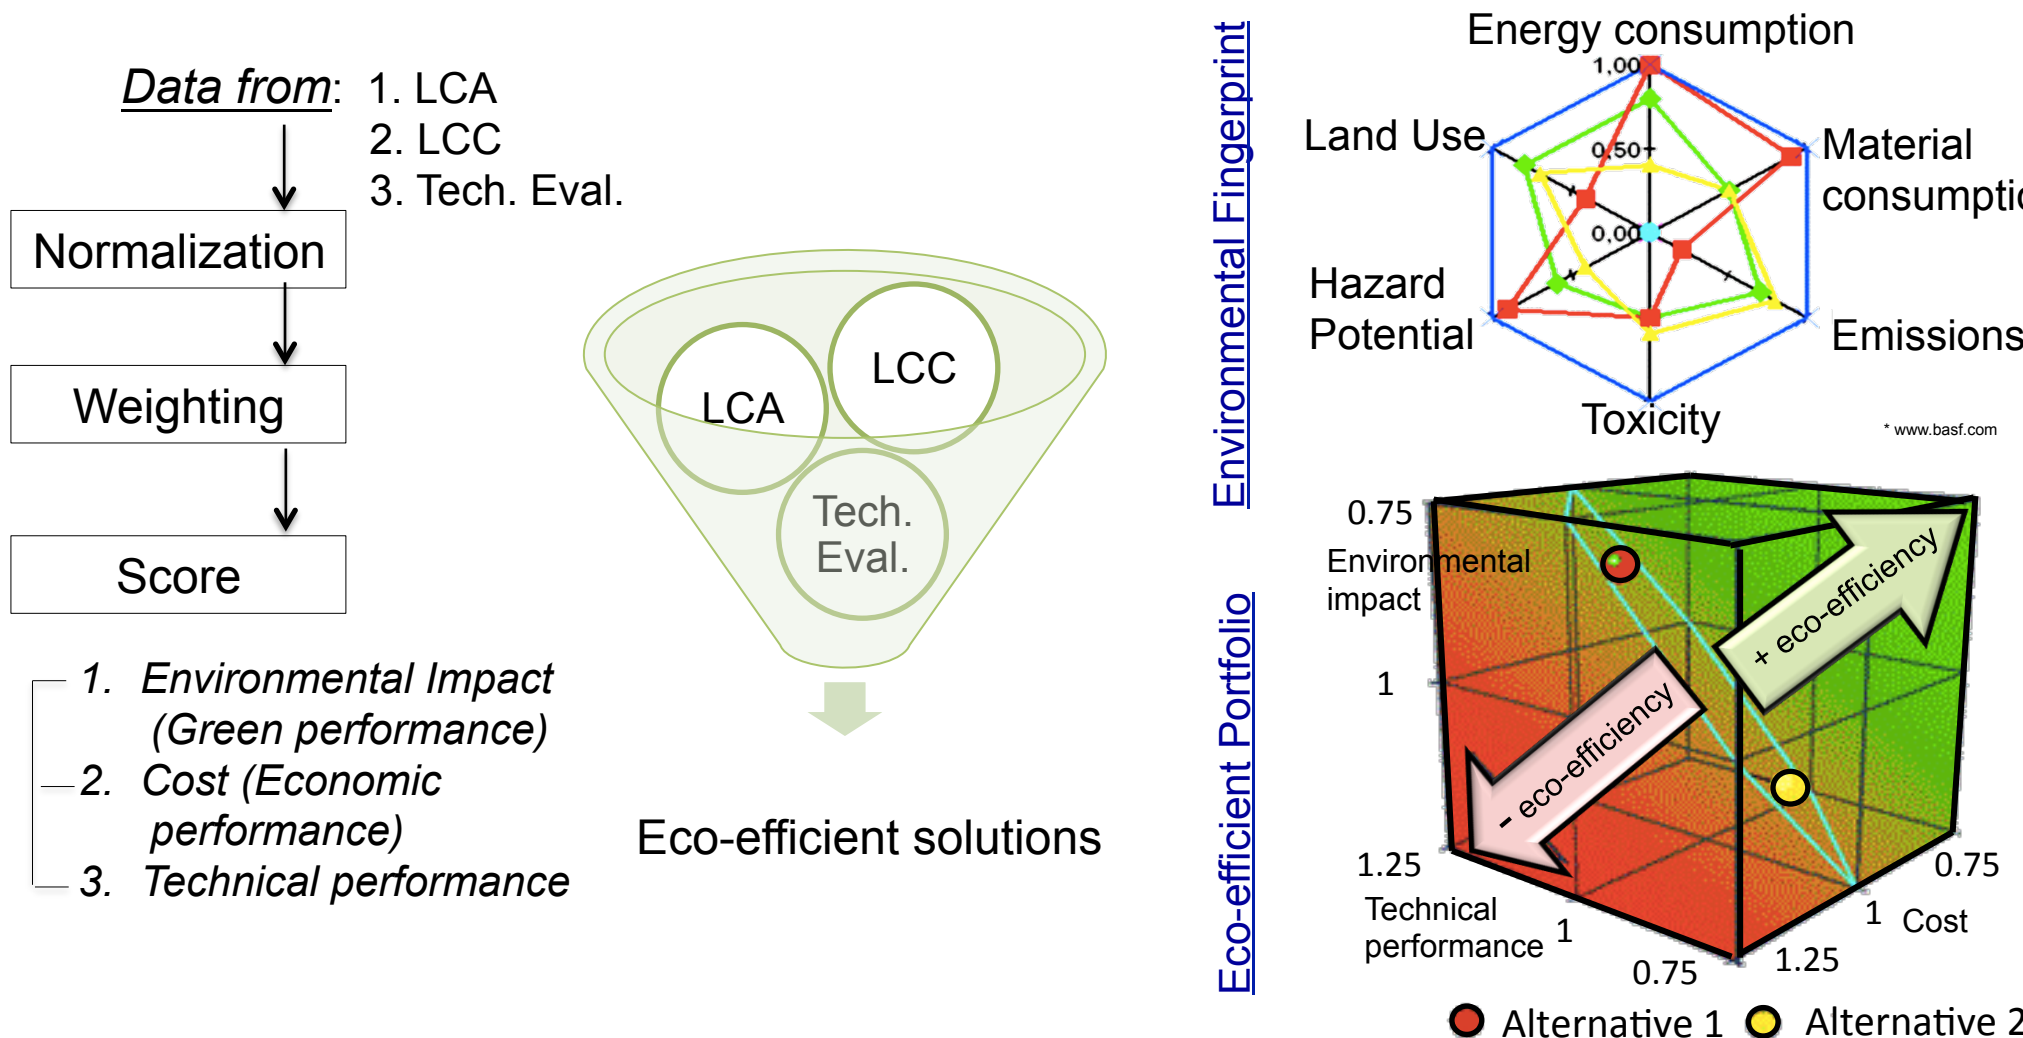 Data from: 1. LCA
2. LCC
3. Tech. Eval.
Normalization
Weighting
Score
1. Environmental Impact
(Green performance)
2. Cost (Economic
performance)
3. Technical performance
LCA
LCC
Tech.
Eval.
Eco-efficient solutions
Environmental Fingerprint
Energy consumption
1,00
Land Use
0,50
Material
consumptio
0,00
Hazard
Potential
Emissions
Toxicity
* www.basf.com
Eco-efficient Portfolio
0.75
Environmental
impact
1
1.25
+ eco-efficiency
- eco-efficiency
Technical
performance
1
0.75
1.25
1
Cost
0.75
Alternative 1
Alternative 2